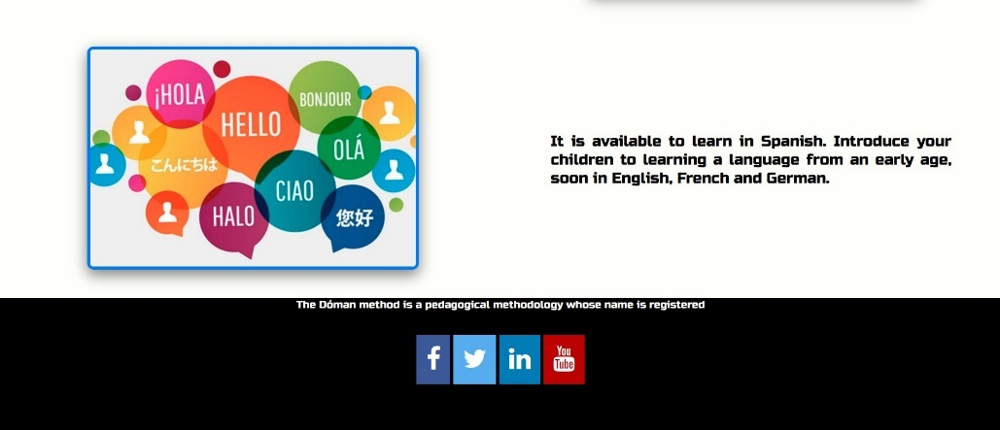 ¡HOLA
HELLO
BONJOUR
OLÁ
こんにちは
CIAO
HALO
您好
It is available to learn in Spanish. Introduce your
children to learning a language from an early age,
soon in English, French and German.
The Dóman method is a pedagogical methodology whose name is registered
f
in
You
Tube